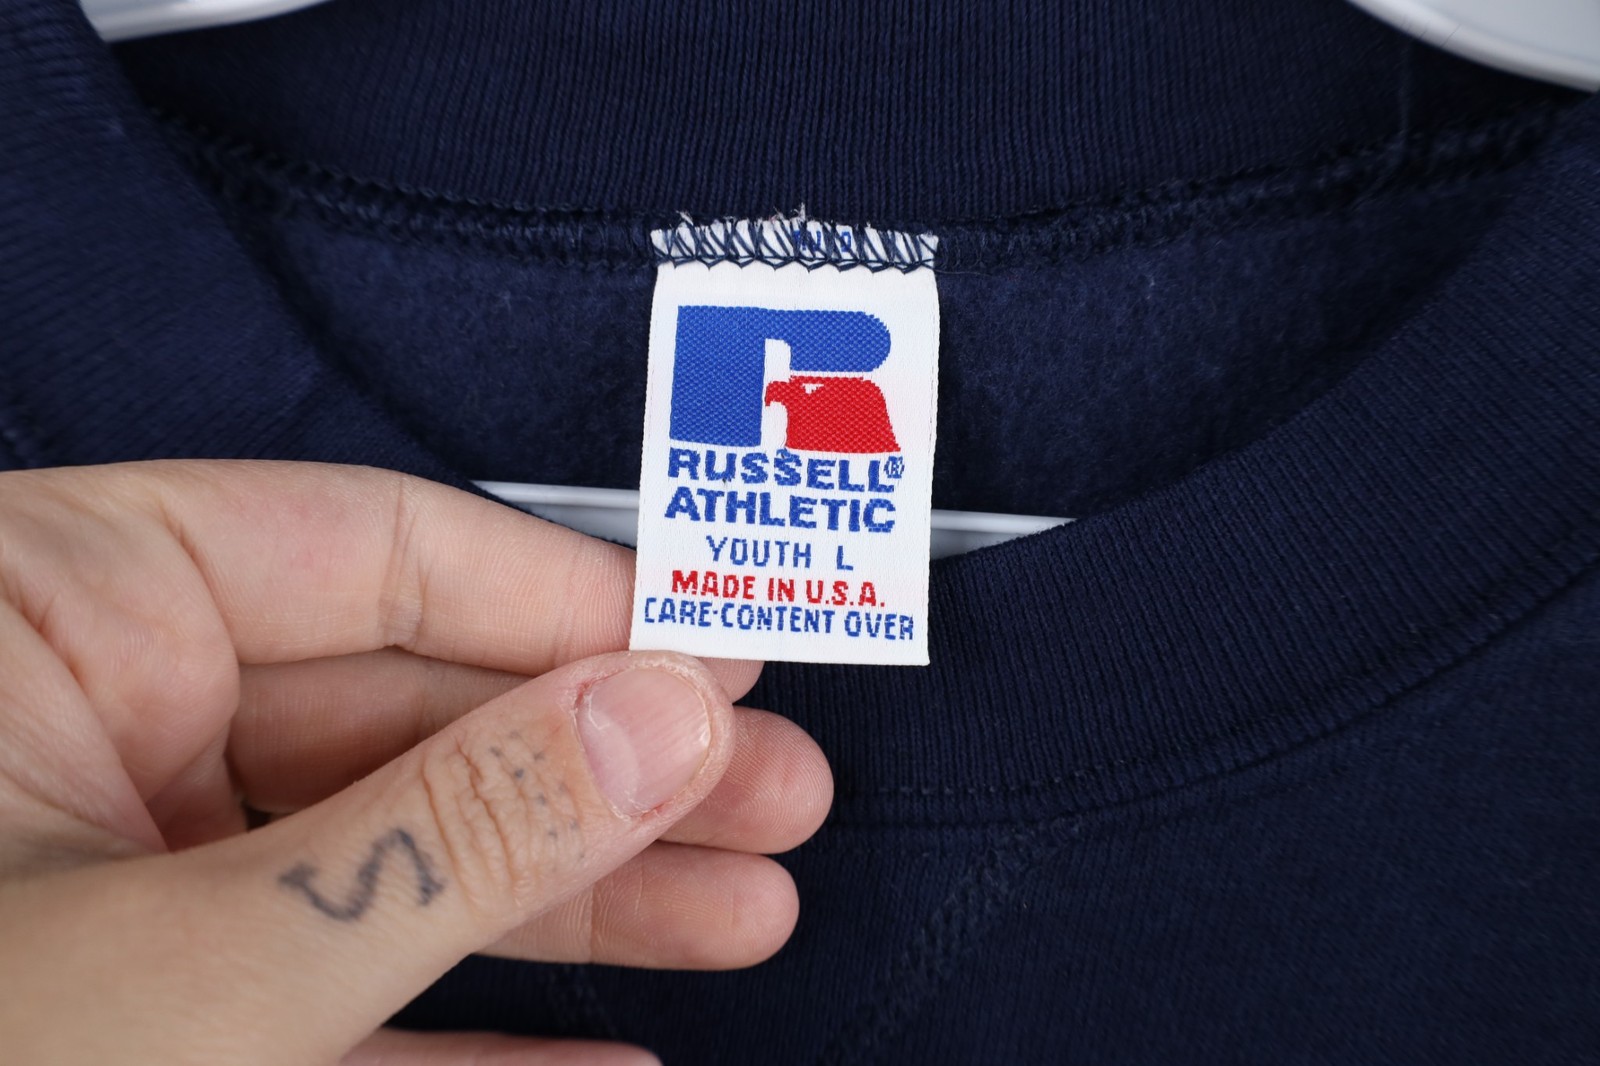 RUSSELL®
ATHLETIC
YOUTH L
MADE IN U.S.A.
CARE·CONTENT OVER